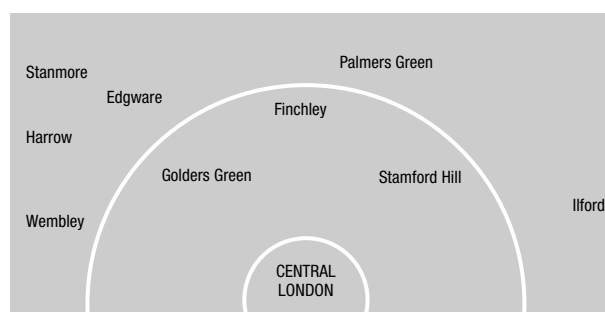 Palmers Green
Stanmore
Edgware
Finchley
Harrow
Golders Green
Stamford Hill
Ilford
Wembley
CENTRAL
LONDON